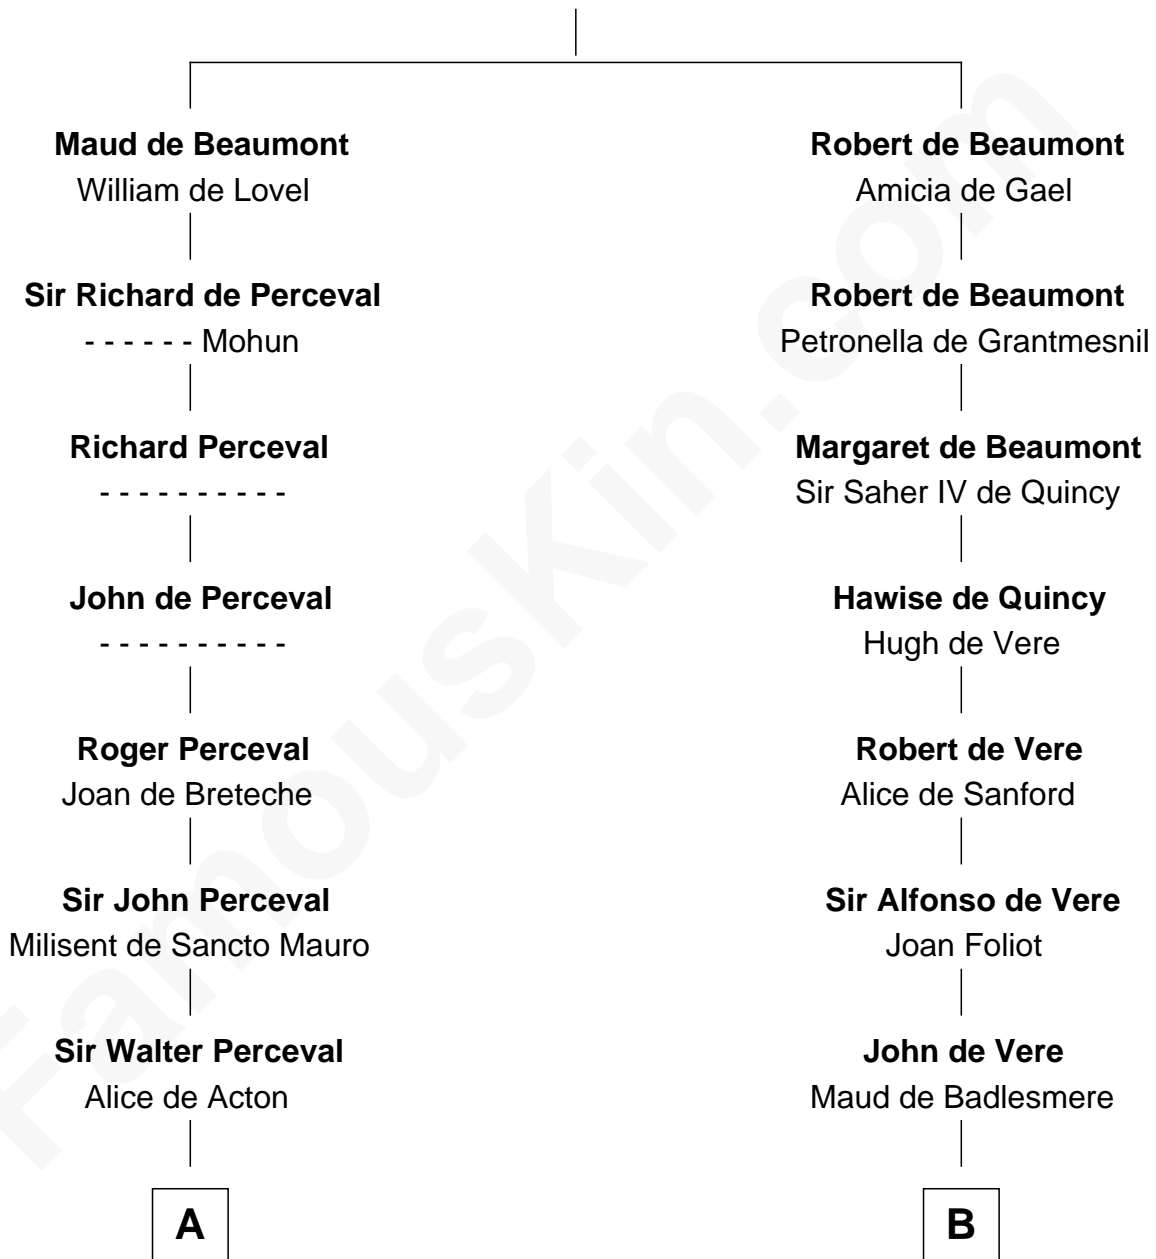 Maud de Beaumont
William de Lovel
Sir Richard de Perceval
- - - - - - Mohun
Richard Perceval
- - - - - - - - - -
John de Perceval
- - - - - - - - - -
Roger Perceval
Joan de Breteche
Sir John Perceval
Milisent de Sancto Mauro
Sir Walter Perceval
Alice de Acton
A
Robert de Beaumont
Amicia de Gael
Robert de Beaumont
Petronella de Grantmesnil
Margaret de Beaumont
Sir Saher IV de Quincy
Hawise de Quincy
Hugh de Vere
Robert de Vere
Alice de Sanford
Sir Alfonso de Vere
Joan Foliot
John de Vere
Maud de Badlesmere
B
FamousKin.com